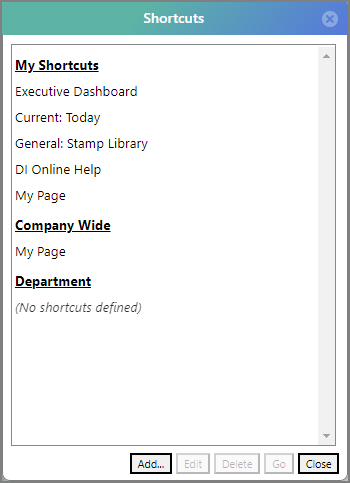 Shortcuts
My Shortcuts
Executive Dashboard
Current: Today
General: Stamp Library
DI Online Help
My Page
Company Wide
My Page
Department
(No shortcuts defined)
Add... Edit Delete Go Close